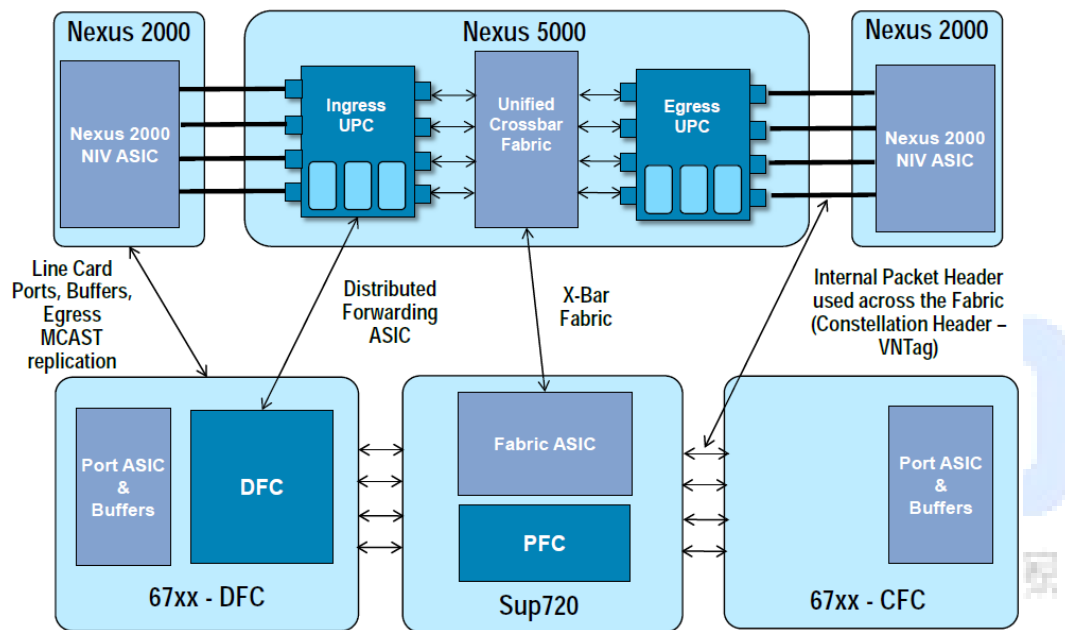 Nexus 2000
Nexus 5000
Nexus 2000
Nexus 2000
NIV ASIC
Ingress
UPC
Unified
Crossbar
Fabric
Egress
UPC
Nexus 2000
NIV ASIC
Line Card
Ports, Buffers,
Egress
MCAST
replication
Distributed
Forwarding
ASIC
X-Bar
Fabric
Internal Packet Header
used across the Fabric
(Constellation Header –
VNTag)
Port ASIC
&
Buffers
DFC
Fabric ASIC
PFC
Port ASIC
&
Buffers
67xx - DFC
Sup720
67xx - CFC